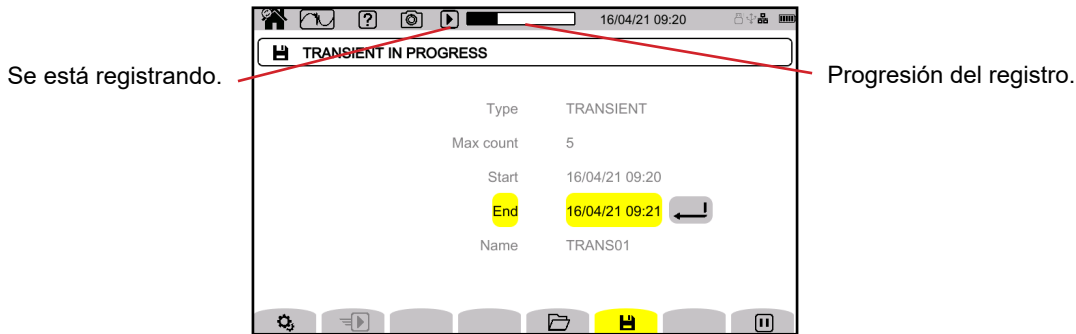 16/04/21 09:20
TRANSIENT IN PROGRESS
Se está registrando.
Progresión del registro.
Type TRANSIENT
Max count 5
Start 16/04/21 09:20
End 16/04/21 09:21
Name TRANS01